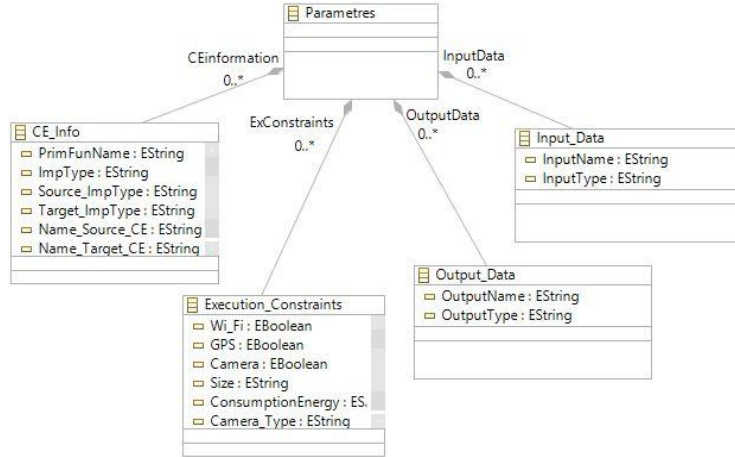 Parametres
CEinformation
0..*
InputData
0..*
ExConstraints
0..*
OutputData
0..*
CE_Info
PrimFunName : EString
ImpType : EString
Source_ImpType : EString
Target_ImpType : EString
Name_Source_CE : EString
Name_Target_CE : EString
Input_Data
InputName : EString
InputType : EString
Output_Data
OutputName : EString
OutputType : EString
Execution_Constraints
Wi_Fi : EBoolean
GPS : EBoolean
Camera : EBoolean
Size : EString
ConsumptionEnergy : ES.
Camera_Type : EString